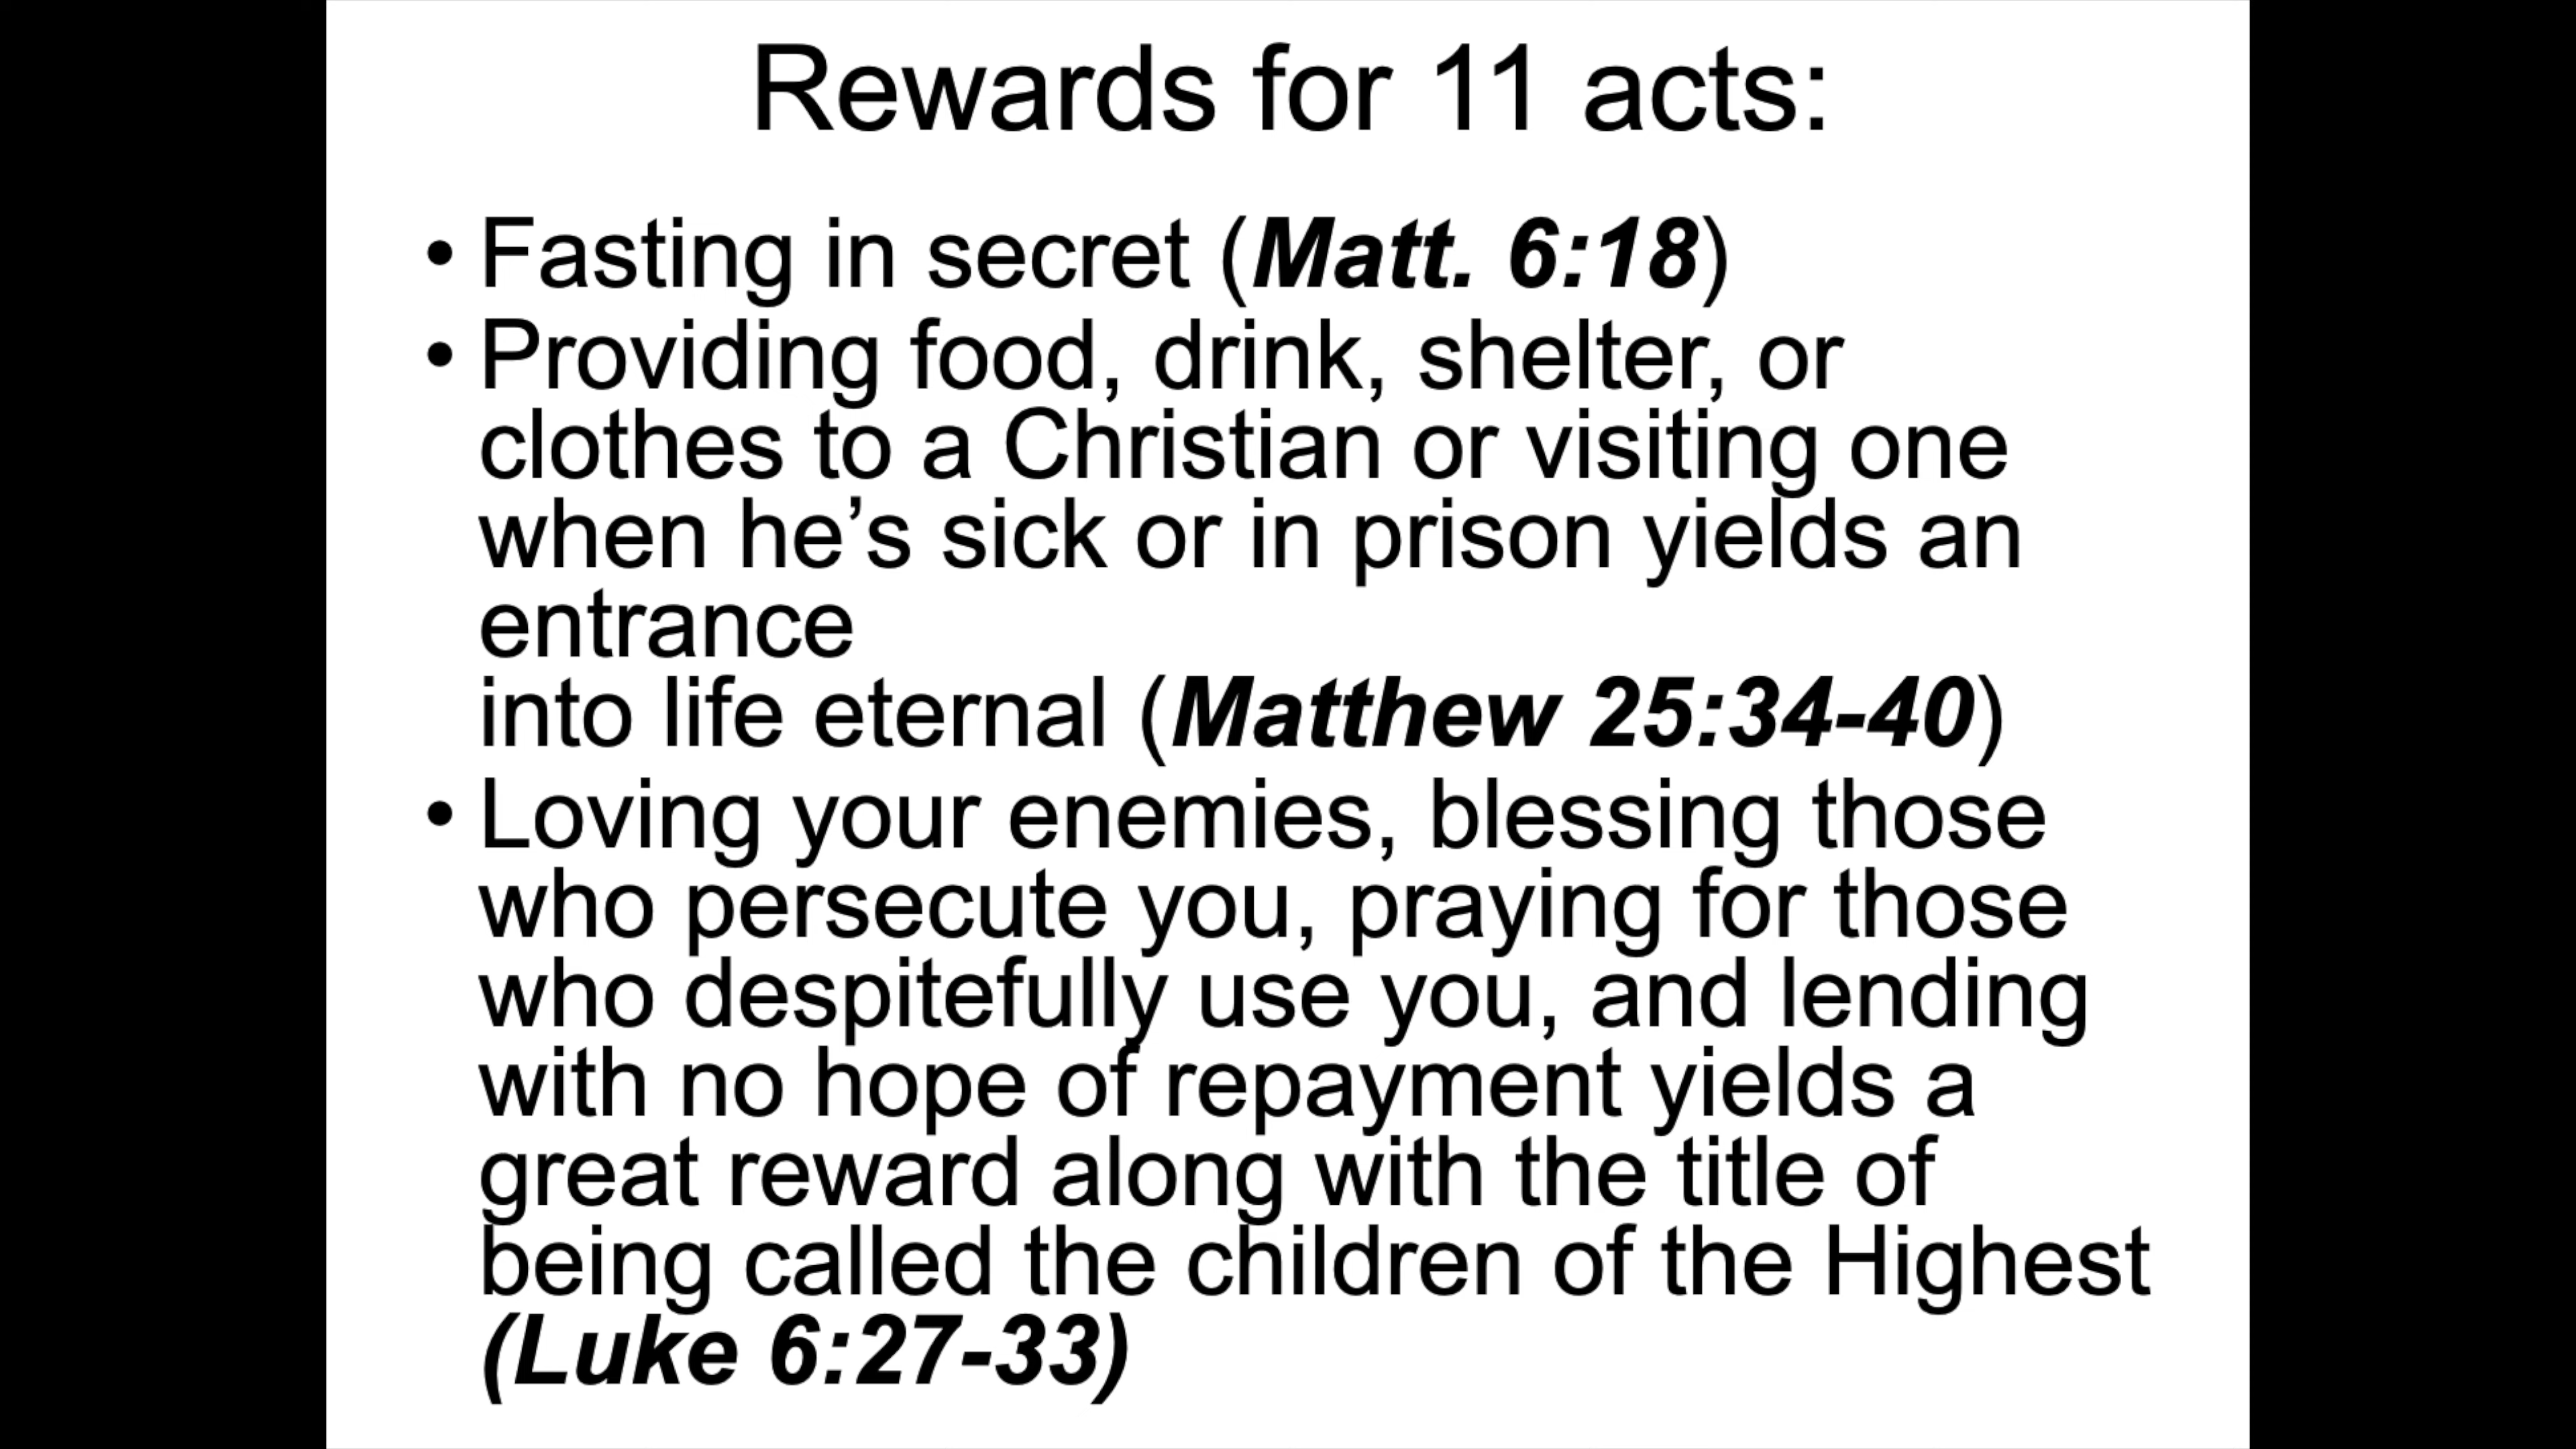 Rewards for 11 acts:
• Fasting in secret (Matt. 6:18)
• Providing food, drink, shelter, or
clothes to a Christian or visiting one
when he’s sick or in prison yields an
entrance
into life eternal (Matthew 25:34-40)
• Loving your enemies, blessing those
who persecute you, praying for those
who despitefully use you, and lending
with no hope of repayment yields a
great reward along with the title of
being called the children of the Highest
(Luke 6:27-33)